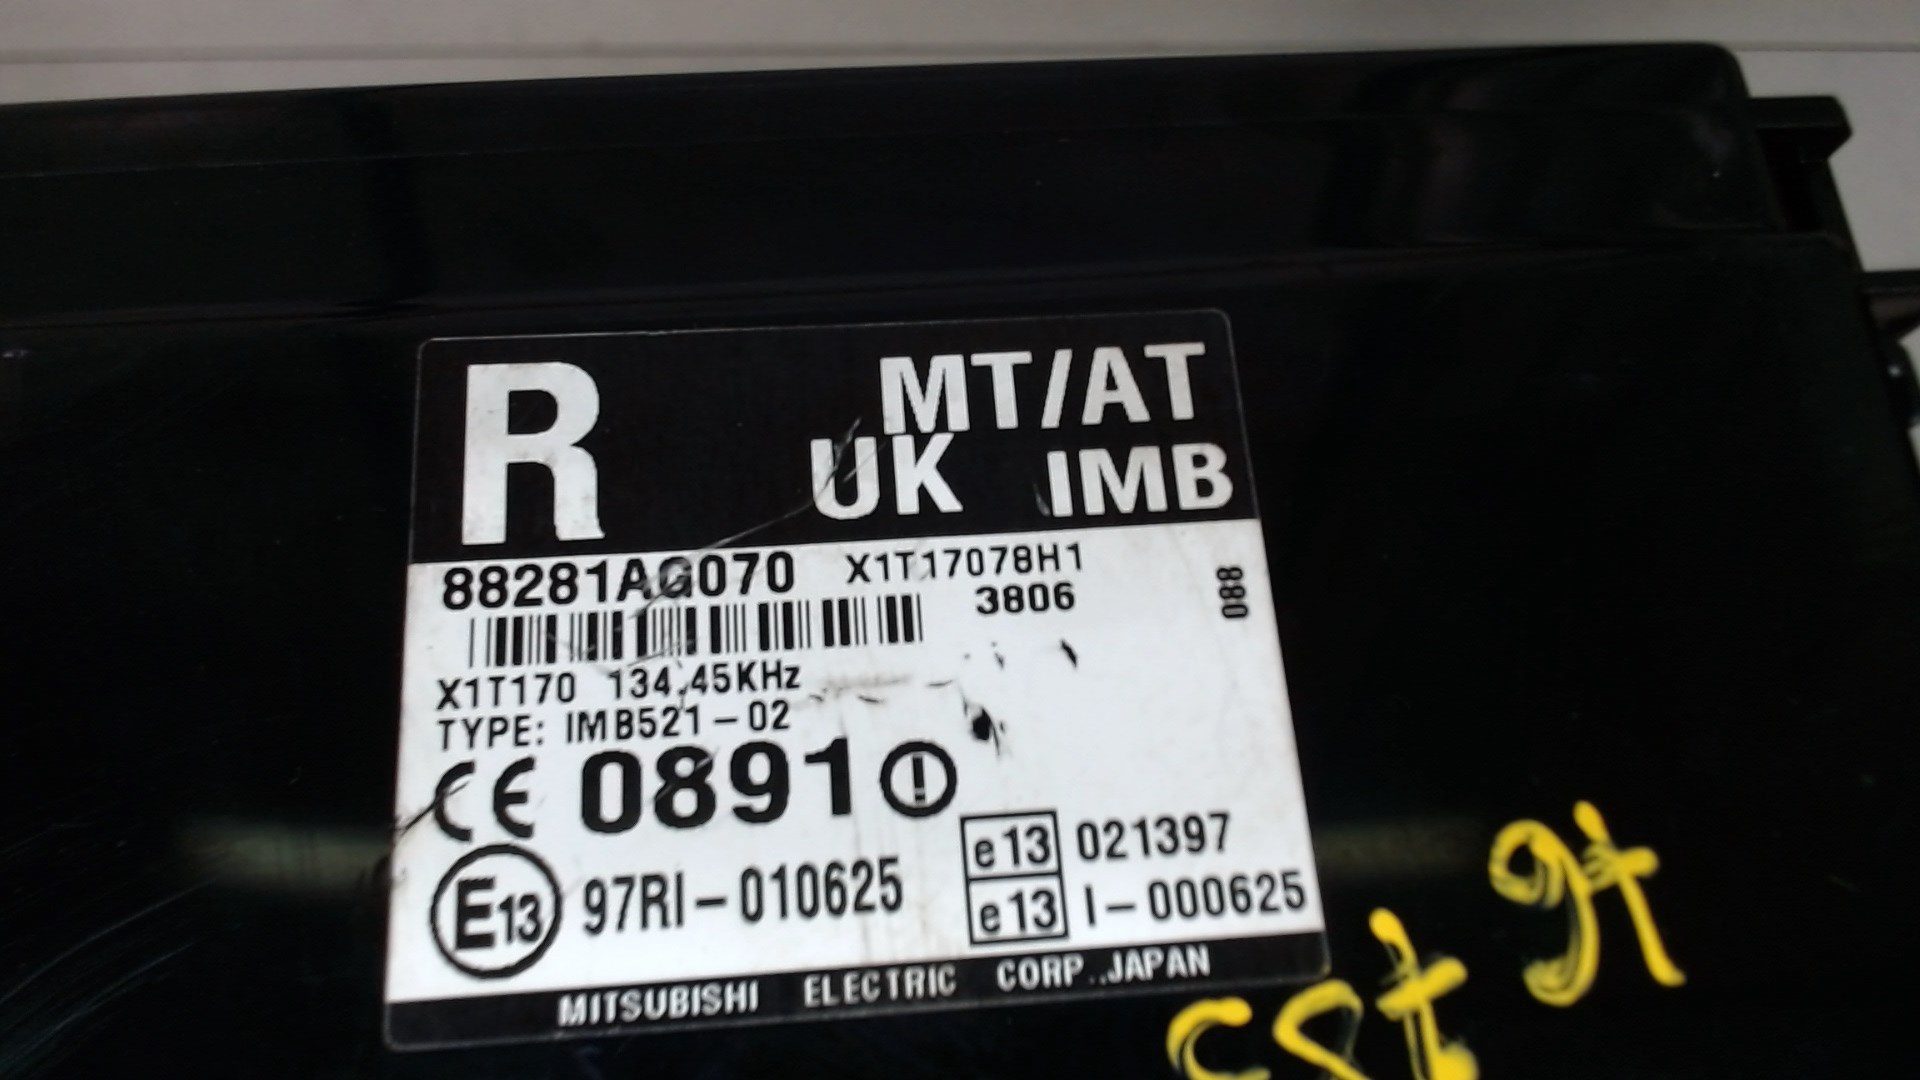 R MT/AT
UK IMB
88281AG070 X1T17078H1
3806
088
X1T170 134.45KHz
TYPE: IMB521-02
CE 0891
E13 97RI-010625
e13 021397
e13 I-000625
MITSUBISHI ELECTRIC CORP., JAPAN